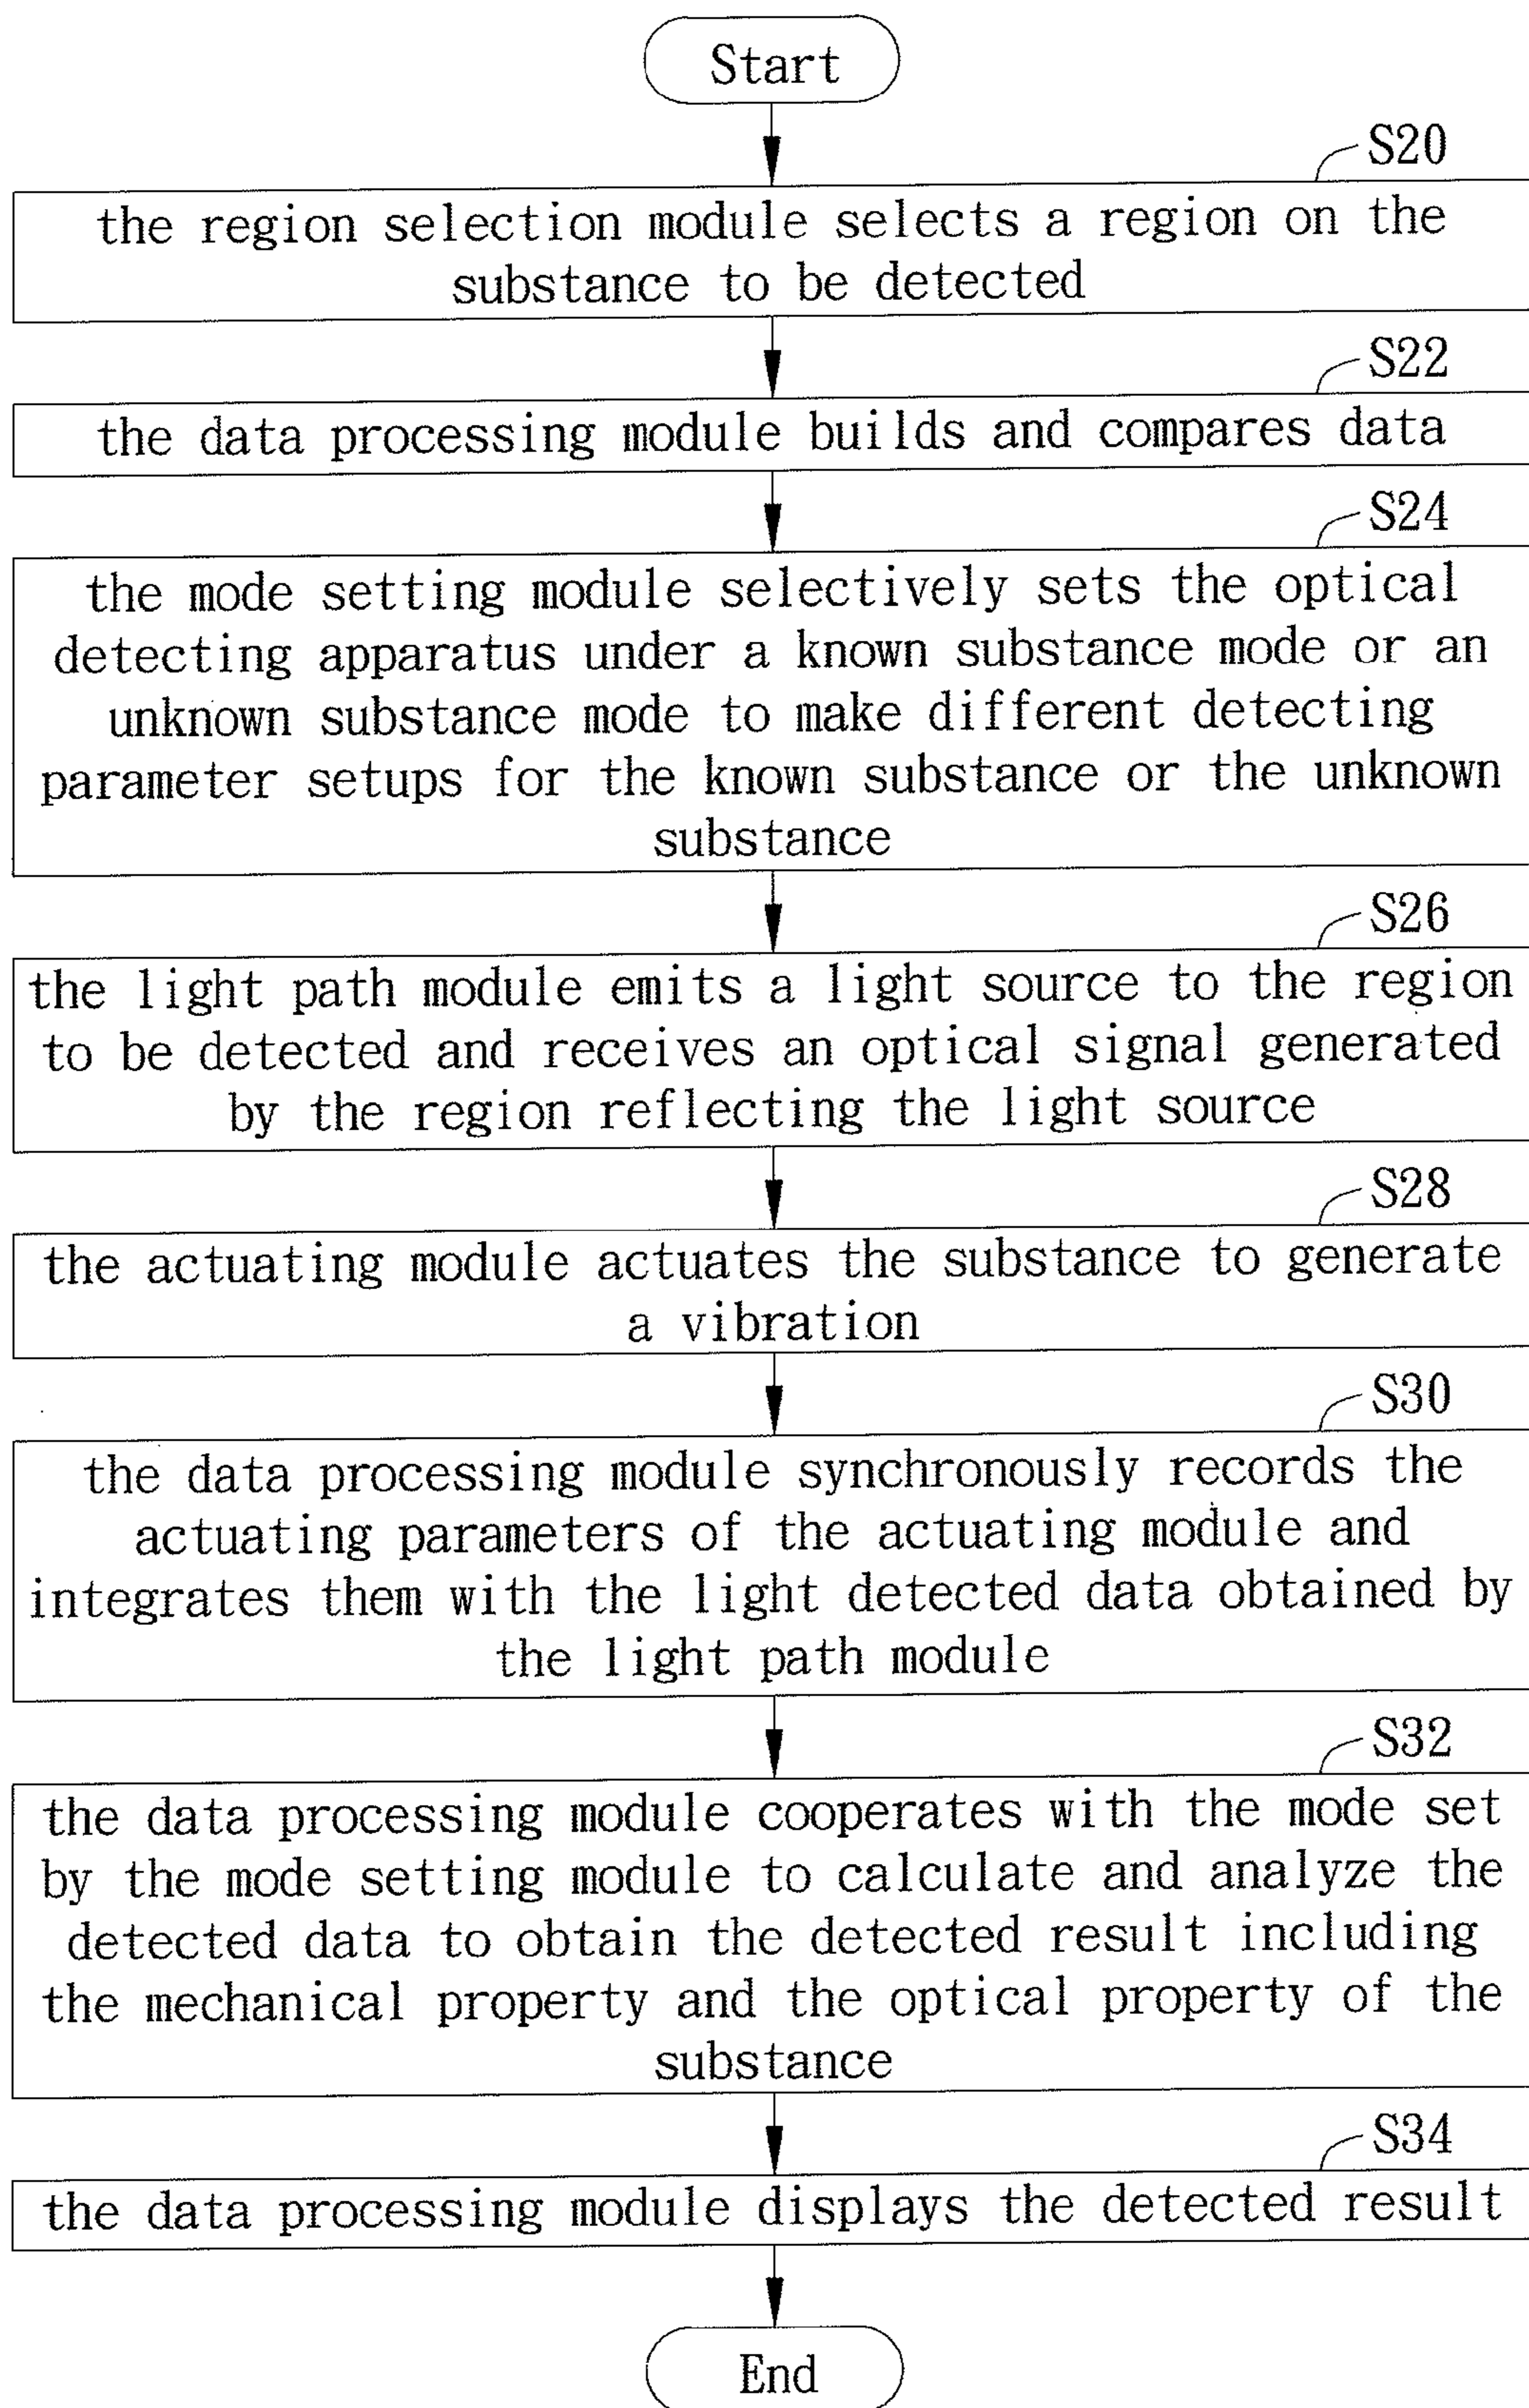 Start
S20
the region selection module selects a region on the
substance to be detected
S22
the data processing module builds and compares data
S24
the mode setting module selectively sets the optical
detecting apparatus under a known substance mode or an
unknown substance mode to make different detecting
parameter setups for the known substance or the unknown
substance
S26
the light path module emits a light source to the region
to be detected and receives an optical signal generated
by the region reflecting the light source
S28
the actuating module actuates the substance to generate
a vibration
S30
the data processing module synchronously records the
actuating parameters of the actuating module and
integrates them with the light detected data obtained by
the light path module
S32
the data processing module cooperates with the mode set
by the mode setting module to calculate and analyze the
detected data to obtain the detected result including
the mechanical property and the optical property of the
substance
S34
the data processing module displays the detected result
End